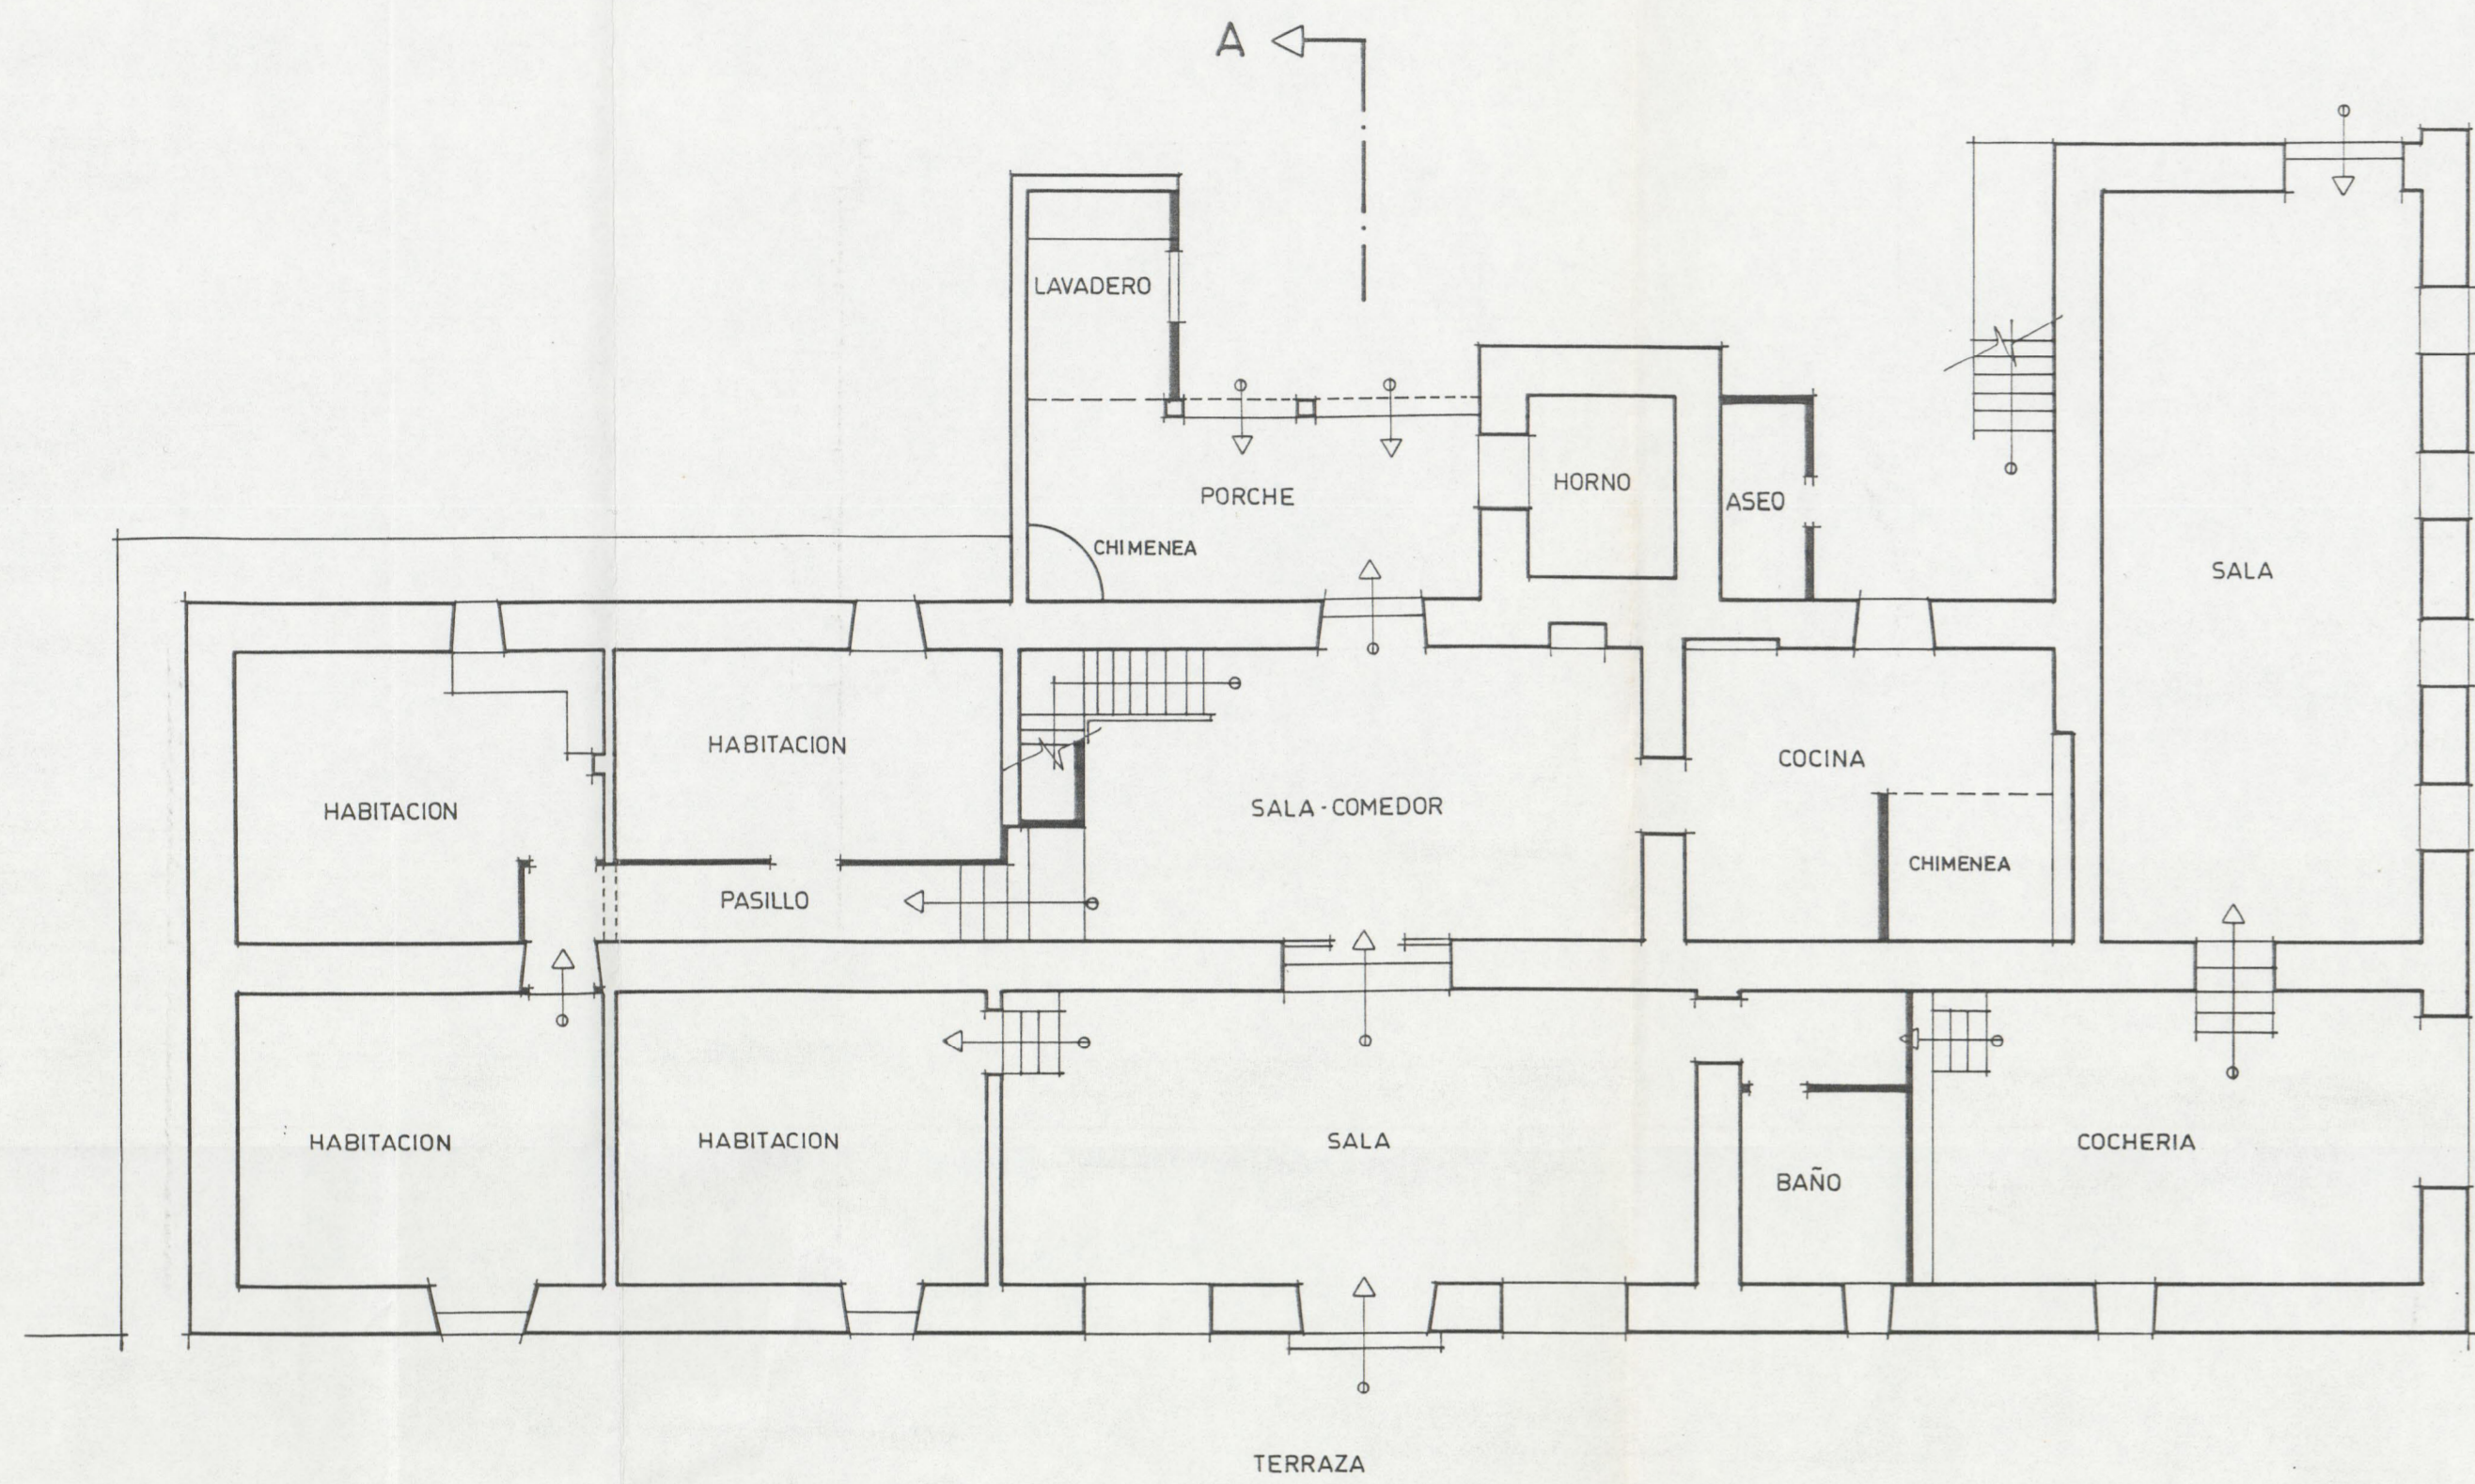 A
LAVADERO
PORCHE
HORNO
ASEO
CHIMENEA
SALA
HABITACION
HABITACION
SALA-COMEDOR
COCINA
CHIMENEA
PASILLO
HABITACION
HABITACION
SALA
BAÑO
COCHERIA
TERRAZA